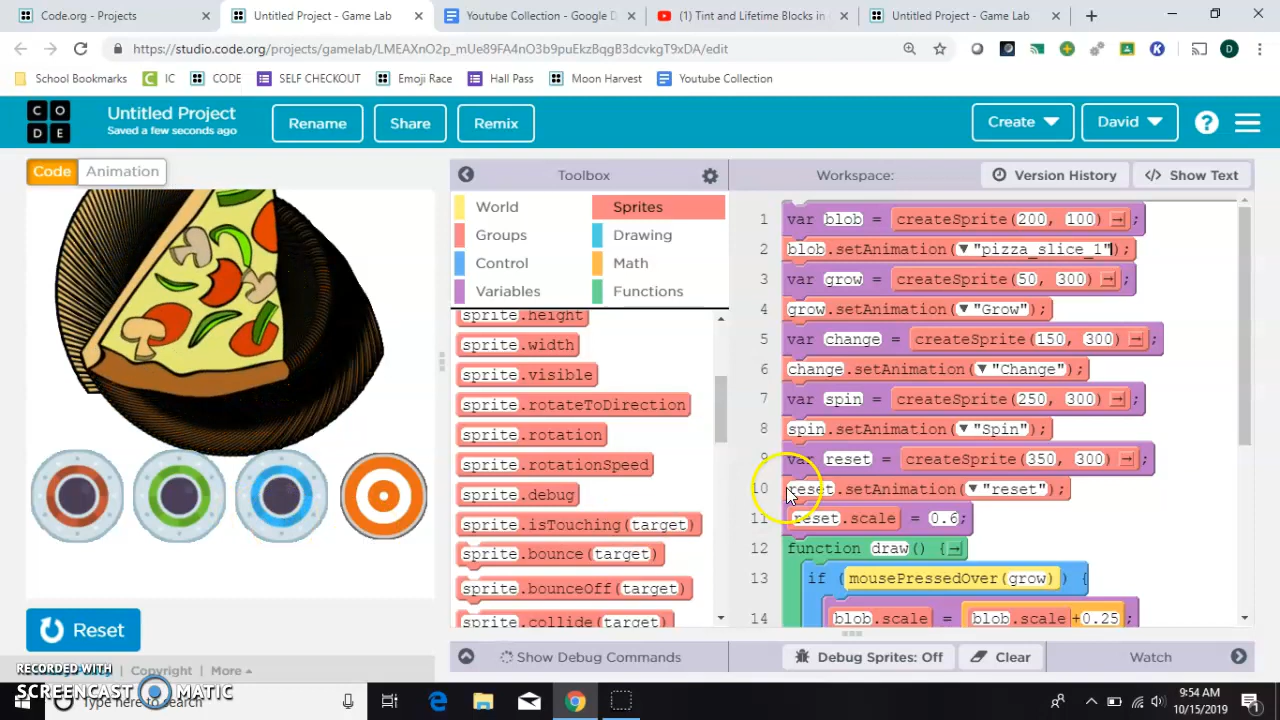 Code.org - Projects
Untitled Project - Game Lab
Youtube Collection - Google D
(1) Tint and Lifetime Blocks in
Untitled Project - Game Lab
https://studio.code.org/projects/gamelab/LMEAXnO2p_mUe89FA4nO3b9puEkzBqgB3dcvkgT9xDA/edit
School Bookmarks
IC
CODE
SELF CHECKOUT
Emoji Race
Hall Pass
Moon Harvest
Youtube Collection
C O
D E
Untitled Project
Saved a few seconds ago
Rename
Share
Remix
Create
David
?
Code
Animation
Toolbox
Workspace:
Version History
</> Show Text
World
Sprites
Groups
Drawing
Control
Math
Variables
Functions
sprite.height
sprite.width
sprite.visible
sprite.rotateToDirection
sprite.rotation
sprite.rotationSpeed
sprite.debug
sprite.isTouching(target)
sprite.bounce(target)
sprite.bounceOff(target)
sprite.collide(target)
1 var blob = createSprite(200, 100);
2 blob.setAnimation("pizza_slice_1");
3 var grow = createSprite(50, 300);
4 grow.setAnimation("Grow");
5 var change = createSprite(150, 300);
6 change.setAnimation("Change");
7 var spin = createSprite(250, 300);
8 spin.setAnimation("Spin");
9 var reset = createSprite(350, 300);
10 reset.setAnimation("reset");
11 reset.scale = 0.6;
12 function draw() {
13 if (mousePressedOver(grow)) {
14 blob.scale = blob.scale+0.25;
Reset
Show Debug Commands
Debug Sprites: Off
Clear
Watch
Copyright
More
RECORDED WITH
SCREENCAST MATIC
Type here to search
9:54 AM
10/15/2019